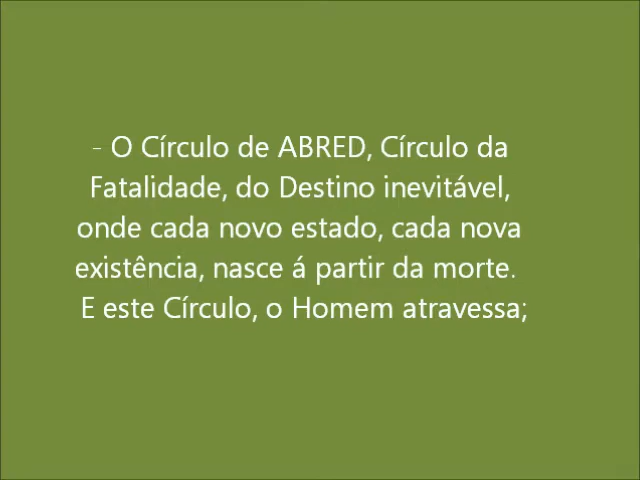 - O Círculo de ABRED, Círculo da
Fatalidade, do Destino inevitável,
onde cada novo estado, cada nova
existência, nasce á partir da morte.
E este Círculo, o Homem atravessa;